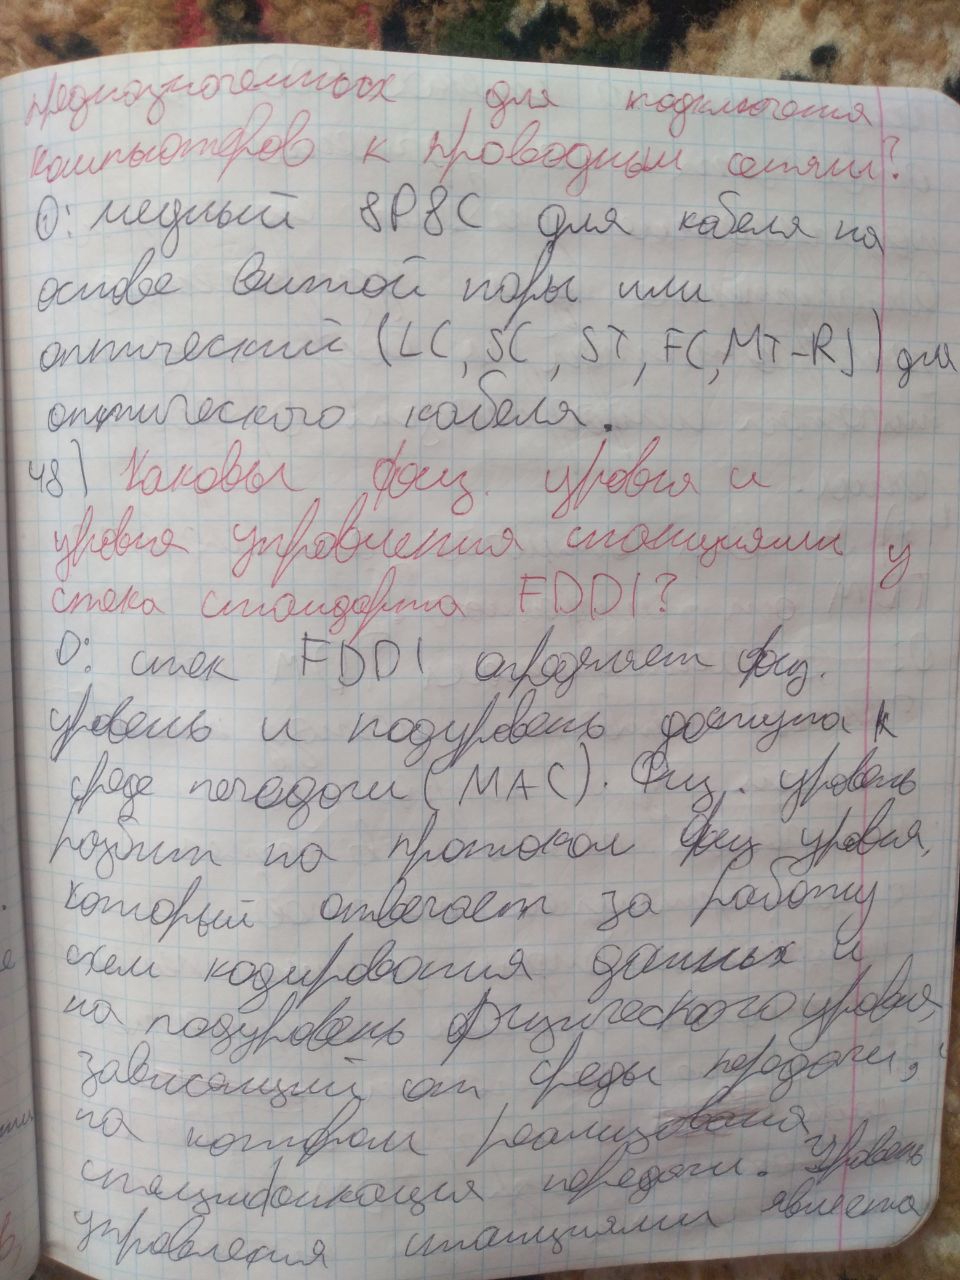 предназначенных для подключения
компьютеров к проводным сетям?
О: медный 8P8C для кабеля на
основе витой пары или
оптический (LC, SC, ST, FC, MT-RJ) для
оптического кабеля.
48) Каковы физ. уровня и
уровня управления станциями у
стека стандарта FDDI?
О: стек FDDI определяет физ.
уровень и подуровень доступа к
среде передачи (MAC). Физ. уровень
разбит на протокол физ уровня,
который отвечает за работу
схем кодирования данных и
на подуровень физического уровня,
зависящий от среды передачи,
на котором реализована
спецификация передачи. Уровень
управления станциями является